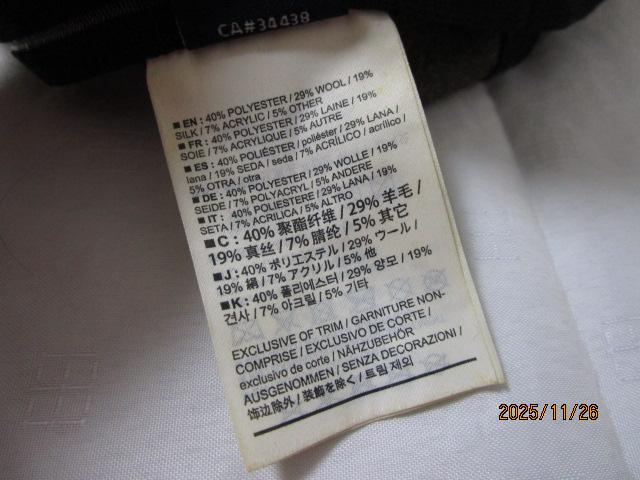 CA#34438
■ EN : 40% POLYESTER / 29% WOOL / 19%
SILK / 7% ACRYLIC / 5% OTHER
■ FR : 40% POLYESTER / 29% LAINE / 19%
SOIE / 7% ACRYLIQUE / 5% AUTRE
■ ES : 40% POLIÉSTER / poliéster / 29% LANA /
lana / 19% SEDA / seda / 7% ACRÍLICO / acrílico /
5% OTRA / otra
■ DE : 40% POLYESTER / 29% WOLLE / 19%
SEIDE / 7% POLYACRYL / 5% ANDERE
■ IT : 40% POLIESTERE / 29% LANA / 19%
SETA / 7% ACRILICA / 5% ALTRO
■ C : 40% 聚酯纤维 / 29% 羊毛 /
19% 真丝 / 7% 腈纶 / 5% 其它
■ J : 40% ポリエステル / 29% ウール /
19% 絹 / 7% アクリル / 5% 他
■ K : 40% 폴리에스터 / 29% 양모 / 19%
견사 / 7% 아크릴 / 5% 기타
EXCLUSIVE OF TRIM / GARNITURE NON-
COMPRISE / EXCLUSIVO DE CORTE /
exclusivo de corte / NÄHZUBEHÖR
AUSGENOMMEN / SENZA DECORAZIONI /
饰边除外 / 装飾を除く / 트림 제외
2025/11/26